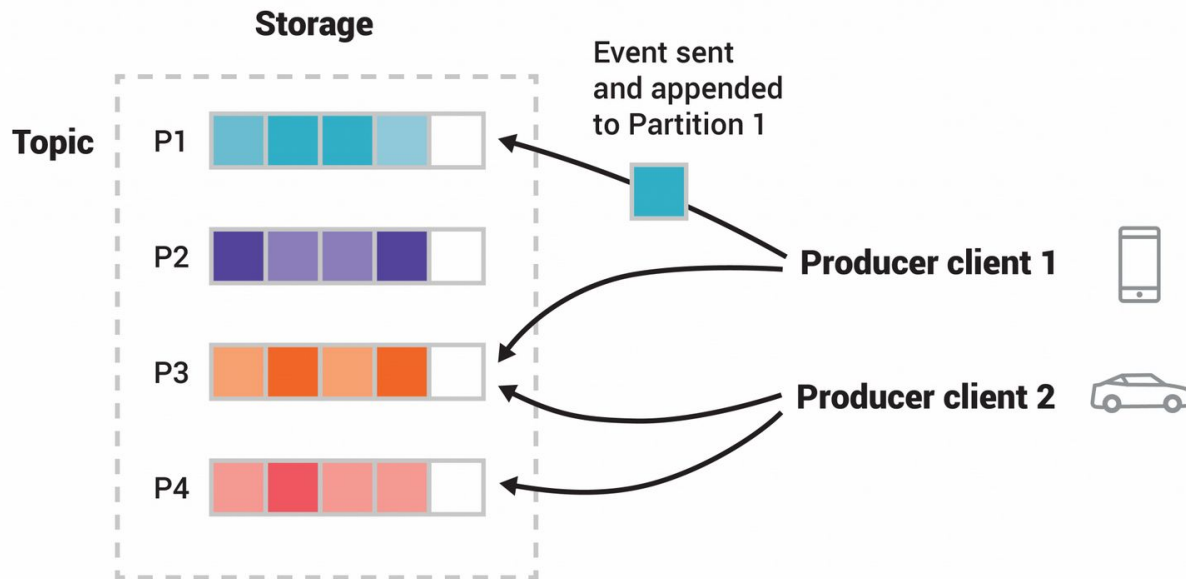 Storage
Event sent
and appended
to Partition 1
Topic
P1
P2
Producer client 1
P3
Producer client 2
P4